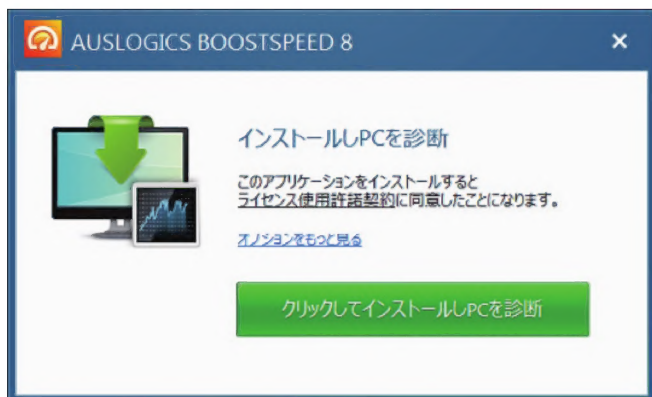 AUSLOGICS BOOSTSPEED 8
インストールしPCを診断
このアプリケーションをインストールすると
ライセンス使用許諾契約に同意したことになります。
オプションをもっと見る
クリックしてインストールしPCを診断